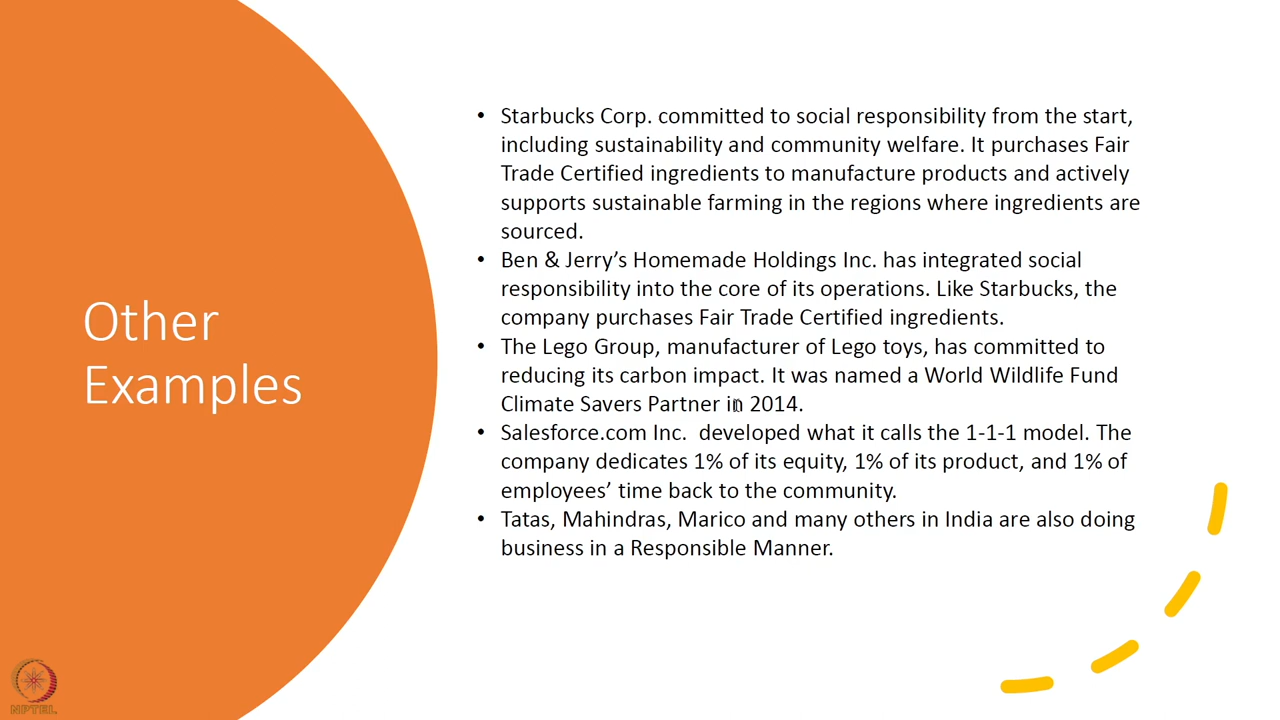 Other
Examples
• Starbucks Corp. committed to social responsibility from the start,
including sustainability and community welfare. It purchases Fair
Trade Certified ingredients to manufacture products and actively
supports sustainable farming in the regions where ingredients are
sourced.
• Ben & Jerry’s Homemade Holdings Inc. has integrated social
responsibility into the core of its operations. Like Starbucks, the
company purchases Fair Trade Certified ingredients.
• The Lego Group, manufacturer of Lego toys, has committed to
reducing its carbon impact. It was named a World Wildlife Fund
Climate Savers Partner in 2014.
• Salesforce.com Inc.  developed what it calls the 1-1-1 model. The
company dedicates 1% of its equity, 1% of its product, and 1% of
employees’ time back to the community.
• Tatas, Mahindras, Marico and many others in India are also doing
business in a Responsible Manner.
NPTEL